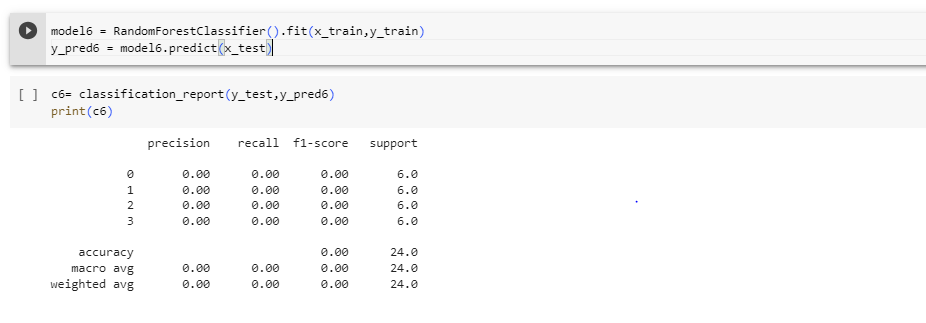 model6 = RandomForestClassifier().fit(x_train,y_train)
y_pred6 = model6.predict(x_test)
[ ] c6= classification_report(y_test,y_pred6)
print(c6)
precision recall f1-score support
0 0.00 0.00 0.00 6.0
1 0.00 0.00 0.00 6.0
2 0.00 0.00 0.00 6.0
3 0.00 0.00 0.00 6.0
accuracy 0.00 24.0
macro avg 0.00 0.00 0.00 24.0
weighted avg 0.00 0.00 0.00 24.0